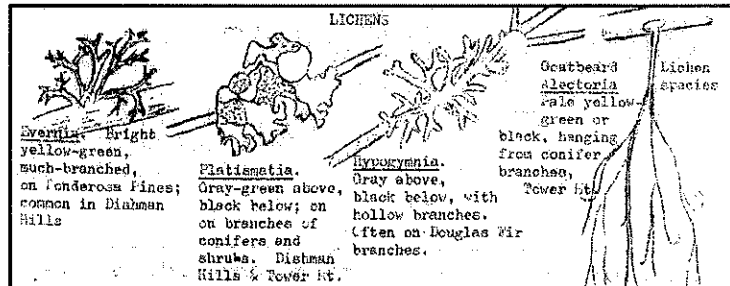 LICHENS
Evernia. Bright
yellow-green,
much-branched,
on Ponderosa Pines;
common in Dishman
Hills
Platismatia.
Gray-green above,
black below; on
on branches of
conifers and
shrubs. Dishman
Hills & Tower Mt.
Hypogymnia.
Gray above,
black below, with
hollow branches.
Often on Douglas Fir
branches.
Goatbeard Lichen
Alectoria species
Pale yellow-
green or
black, hanging
from conifer
branches,
Tower Mt.